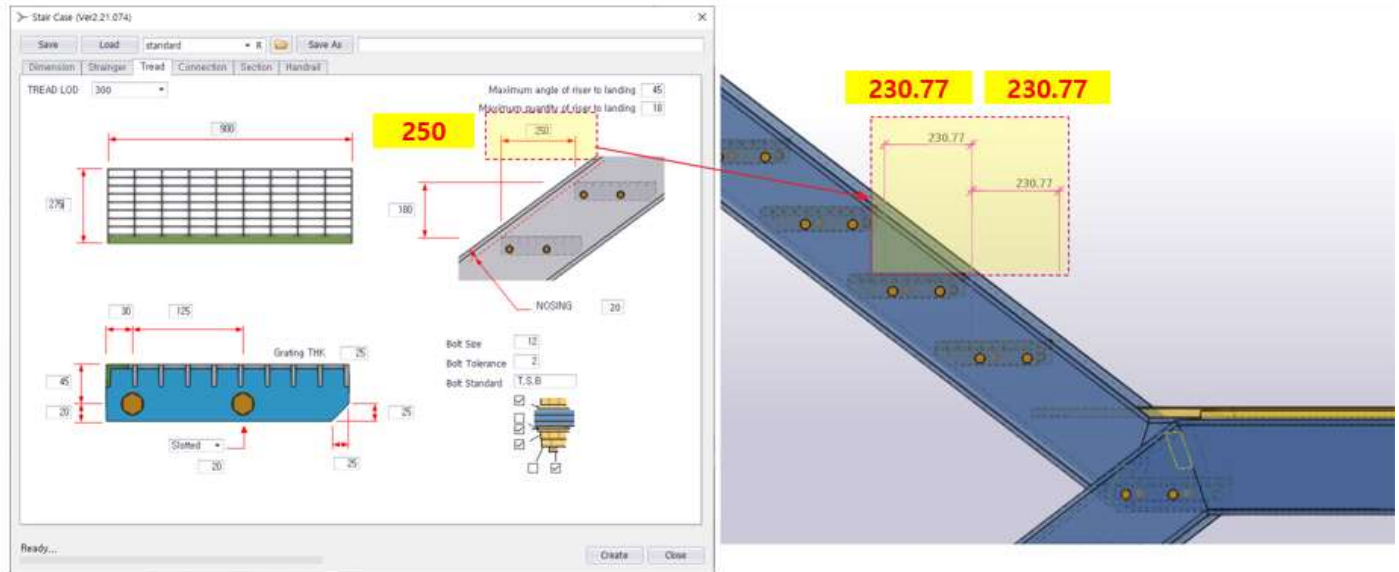 Stair Case (Ver2.21.074)
Save
Load
standard
R
Save As
Dimension
Strainger
Tread
Connection
Section
Handrail
TREAD LOD
300
Maximum angle of riser to landing
45
Maximum quantity of riser to landing
18
900
275
250
250
180
NOSING
20
30
125
Grating THK
25
45
20
25
25
Slotted
20
Bolt Size
12
Bolt Tolerance
2
Bolt Standard
T.S.B
Ready...
Create
Close
230.77
230.77
230.77
230.77